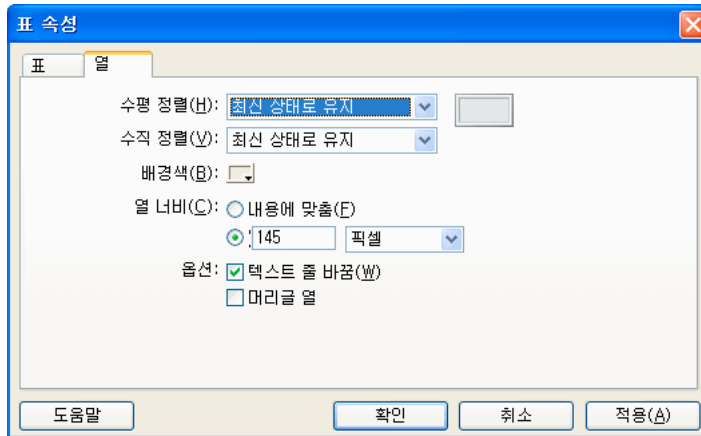 표 속성
표 열
수평 정렬(H): 최신 상태로 유지
수직 정렬(V): 최신 상태로 유지
배경색(B):
열 너비(C): 내용에 맞춤(F)
145 픽셀
옵션: 텍스트 줄 바꿈(W)
머리글 열
도움말 확인 취소 적용(A)